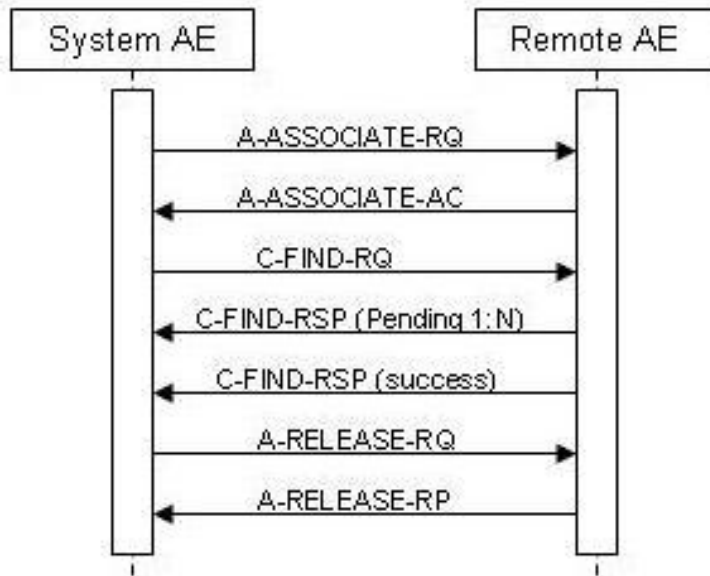 System AE
Remote AE
A-ASSOCIATE-RQ
A-ASSOCIATE-AC
C-FIND-RQ
C-FIND-RSP (Pending 1:N)
C-FIND-RSP (success)
A-RELEASE-RQ
A-RELEASE-RP